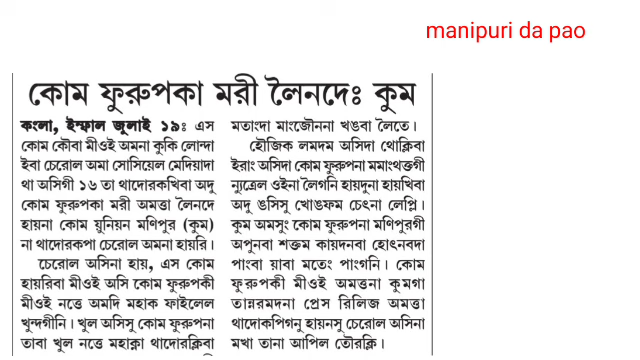 manipuri da pao
কোম ফুরুপকা মরী লৈনদেঃ কুম
কংলা, ইম্ফাল জুলাই ১৯ঃ এস
কোম কৌবা মীওই অমনা কুকি লোন্দা
ইবা চেরোল অমা সোসিয়েল মেদিয়াদা
থা অসিগী ১৬ তা থাদোরকখিবা অদু
কোম ফুরুপকা মরী অমত্তা লৈনদে
হায়না কোম য়ুনিয়ন মণিপুর (কুম)
না থাদোরকপা চেরোল অমনা হায়রি।
চেরোল অসিনা হায়, এস কোম
হায়রিবা মীওই অসি কোম ফুরুপকী
মীওই নত্তে অমদি মহাক ফাইলেল
খুন্দগীনি। খুল অসিসু কোম ফুরুপনা
তাবা খুল নত্তে মহাক্না থাদোরক্লিবা
মতাংদা মাংজৌননা খঙবা লৈতে।
হৌজিক লমদম অসিদা থোক্লিবা
ইরাং অসিদা কোম ফুরুপনা মমাংথক্তগী
ন্যুত্রেল ওইনা লৈগনি হায়দুনা হায়খিবা
অদু ঙসিসু খোঙফম চেৎনা লেপ্লি।
কুম অমসুং কোম ফুরুপনা মণিপুরগী
অপুনবা শক্তম কায়দনবা হোৎনবদা
পাংবা য়াবা মতেং পাংগনি। কোম
ফুরুপকী মীওই অমত্তনা কুমগা
তান্নরমদনা প্রেস রিলিজ অমত্তা
থাদোকপিগনু হায়নসু চেরোল অসিনা
মখা তানা আপিল তৌরক্লি।